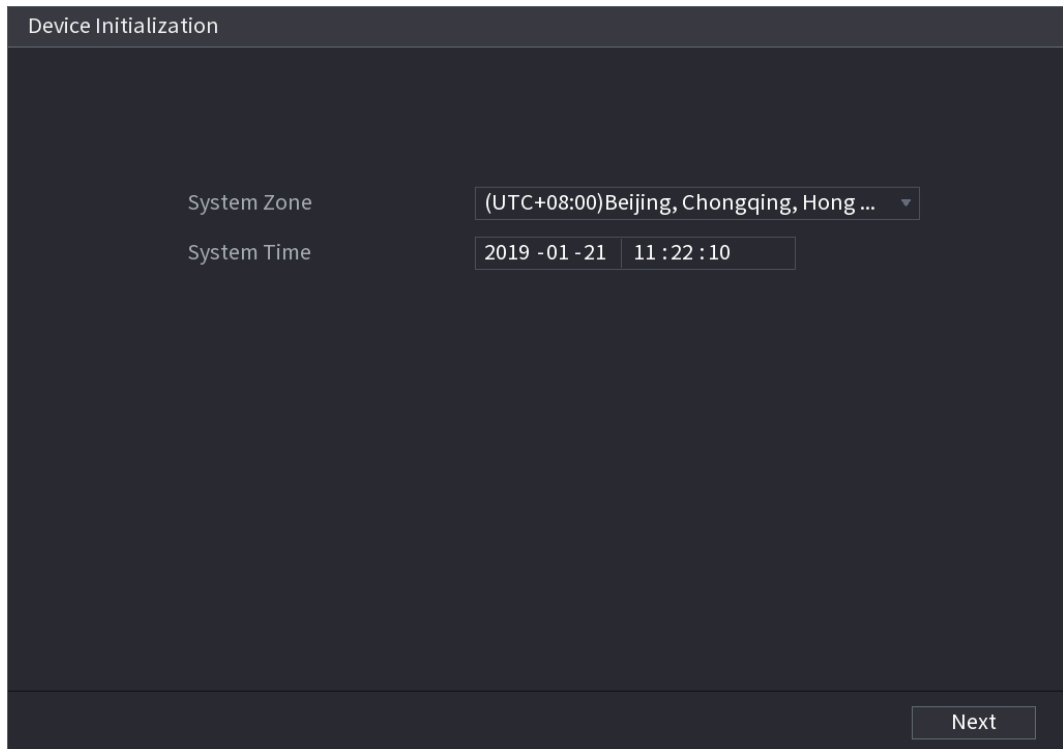 Device Initialization
System Zone (UTC+08:00)Beijing, Chongqing, Hong ...
System Time 2019 -01 -21 11 : 22 : 10
Next